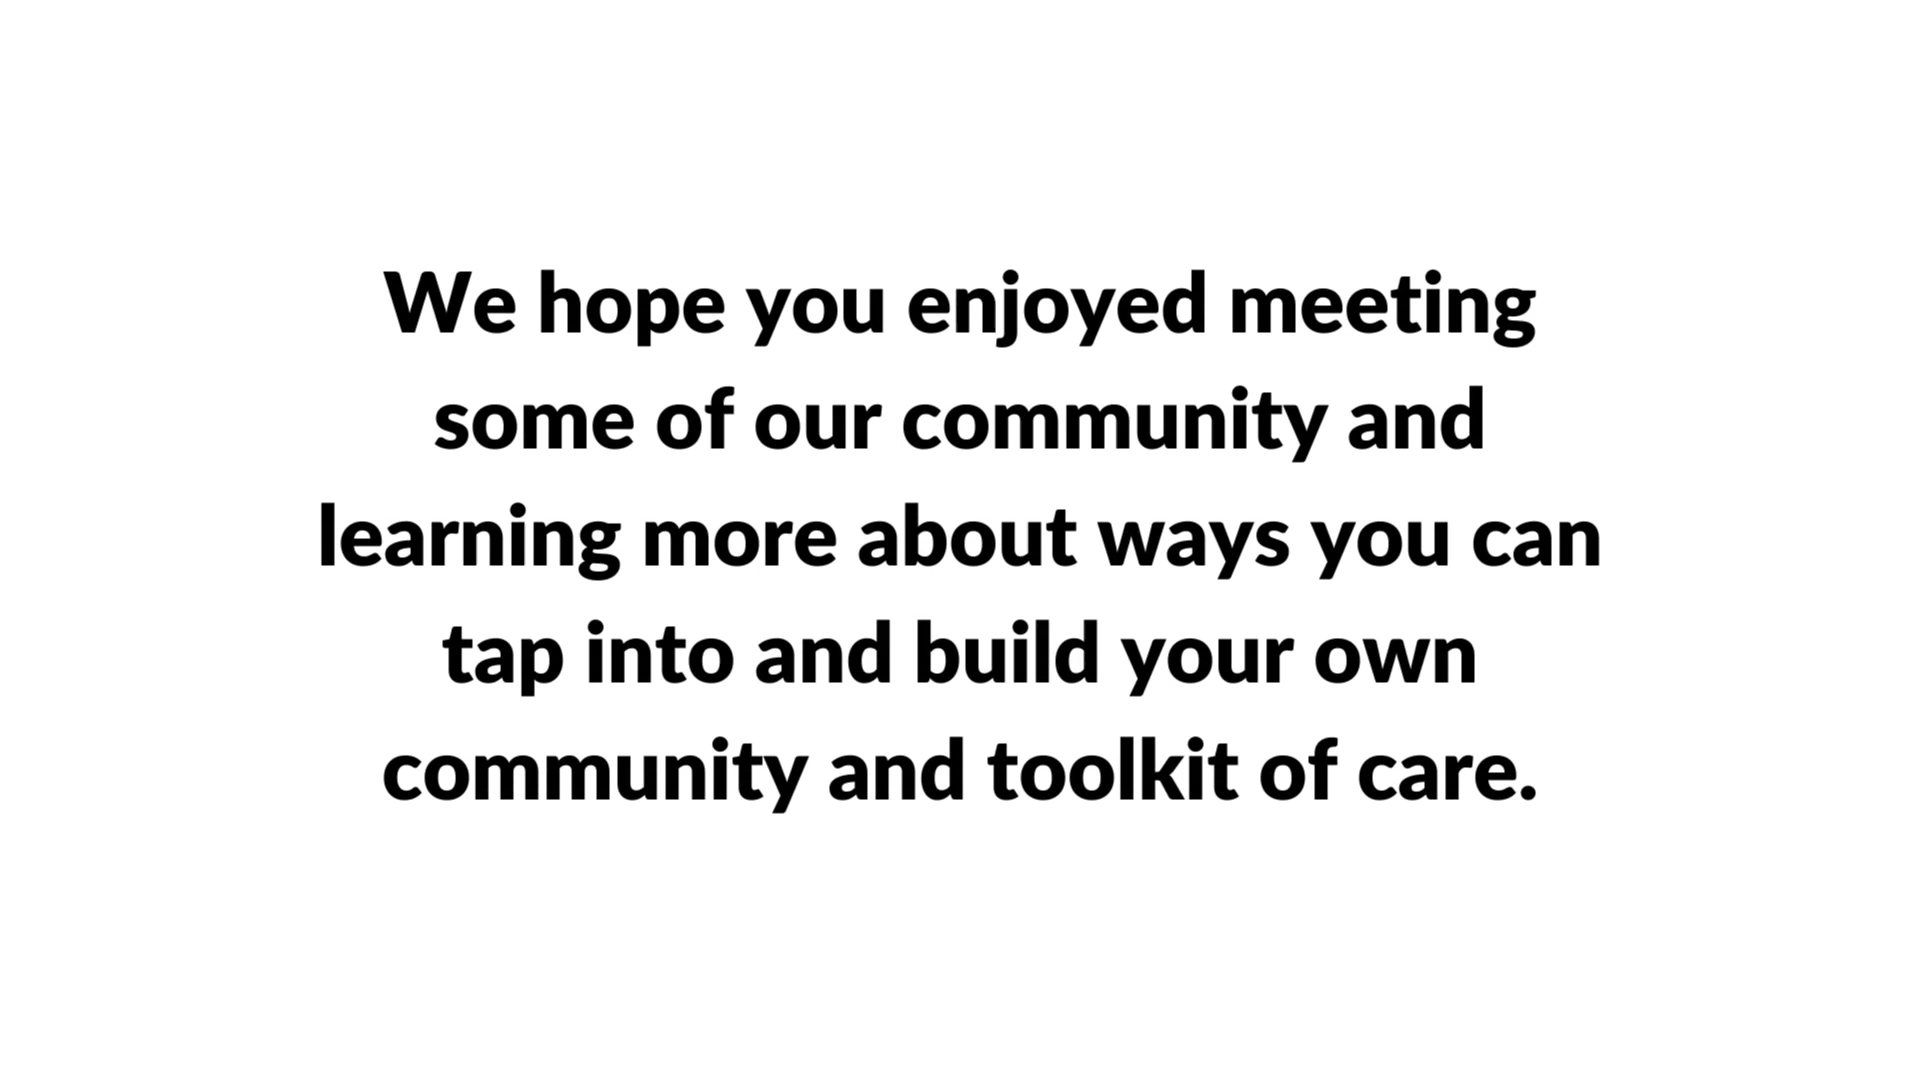 We hope you enjoyed meeting
some of our community and
learning more about ways you can
tap into and build your own
community and toolkit of care.